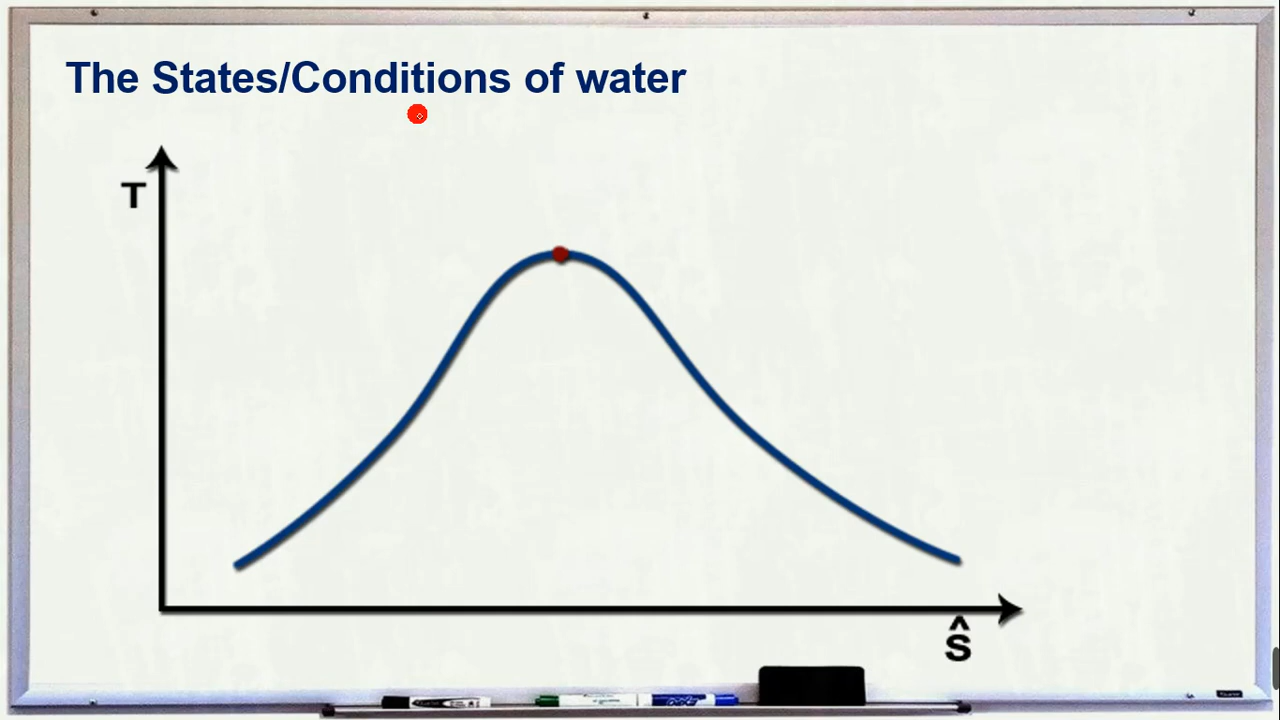 The States/Conditions of water
T
Ŝ